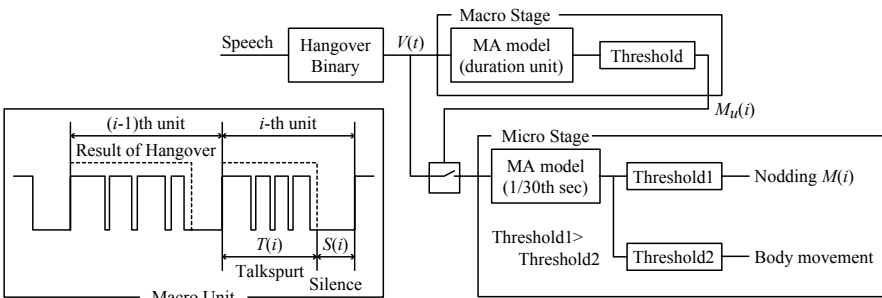 Macro Stage
Speech
Hangover
Binary
V(t)
MA model
(duration unit)
Threshold
M_u(i)
(i-1)th unit
i-th unit
Result of Hangover
T(i)
S(i)
Talkspurt
Silence
Macro Unit
Micro Stage
MA model
(1/30th sec)
Threshold1
Nodding M(i)
Threshold1>
Threshold2
Threshold2
Body movement